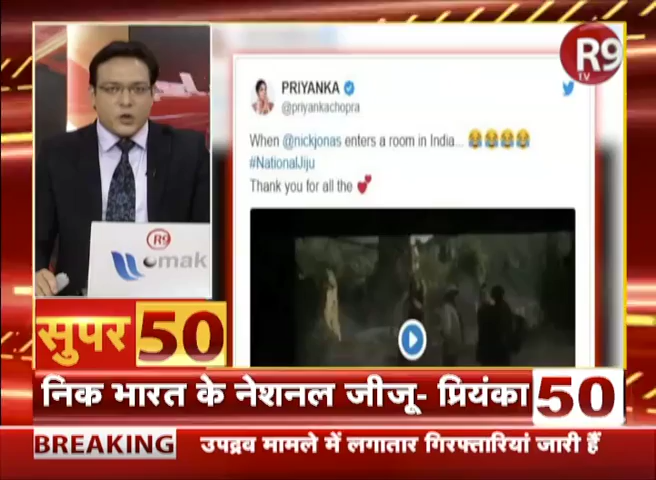 R9
TV
PRIYANKA
@priyankachopra
When @nickjonas enters a room in India... 😂😂😂😂
#NationalJiju
Thank you for all the 💕
R9
omak
सुपर 50
निक भारत के नेशनल जीजू- प्रियंका 50
BREAKING उपद्रव मामले में लगातार गिरफ्तारियां जारी हैं